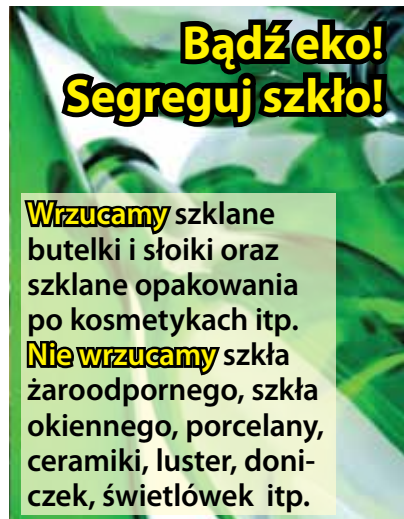 Bądź eko!
Segreguj szkło!
Wrzucamy szklane
butelki i słoiki oraz
szklane opakowania
po kosmetykach itp.
Nie wrzucamy szkła
żaroodpornego, szkła
okiennego, porcelany,
ceramiki, luster, doni-
czek, świetlówek itp.